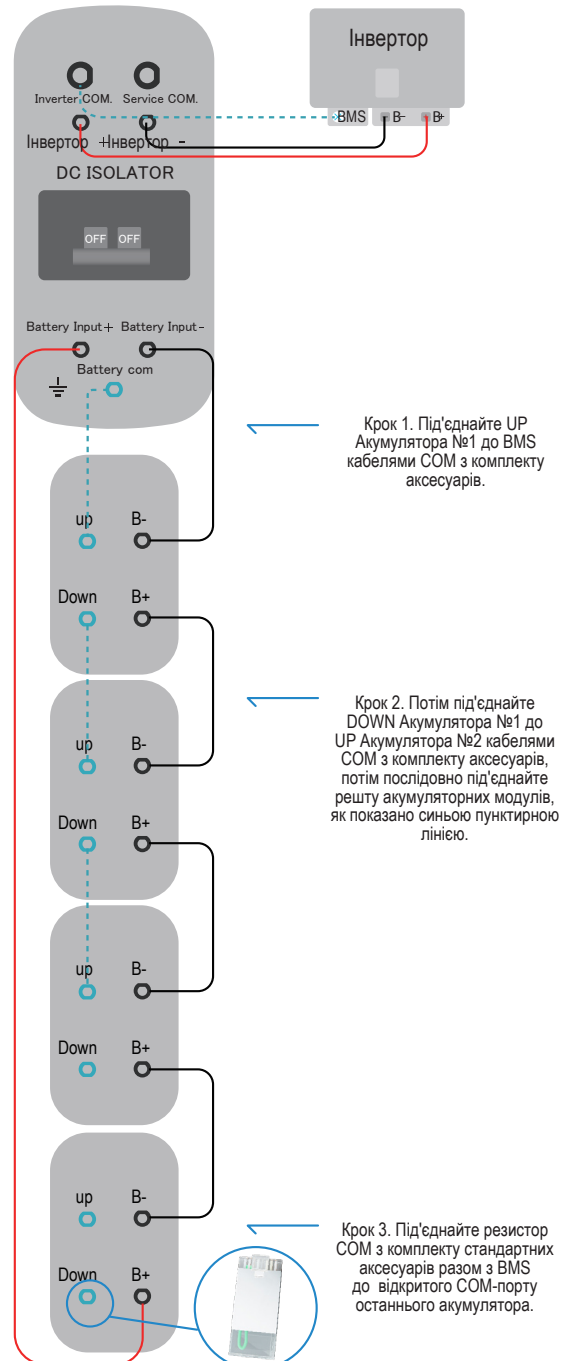 Інвертор
Inverter COM. Service COM.
BMS B- B+
Інвертор + Інвертор -
DC ISOLATOR
OFF OFF
Battery Input+ Battery Input-
Battery com
Крок 1. Під'єднайте UP
Акумулятора №1 до BMS
кабелями COM з комплекту
аксесуарів.
up B-
Down B+
Крок 2. Потім під'єднайте
DOWN Акумулятора №1 до
UP Акумулятора №2 кабелями
COM з комплекту аксесуарів,
потім послідовно під'єднайте
решту акумуляторних модулів,
як показано синьою пунктирною
лінією.
up B-
Down B+
up B-
Down B+
up B-
Down B+
Крок 3. Під'єднайте резистор
COM з комплекту стандартних
аксесуарів разом з BMS
до відкритого COM-порту
останнього акумулятора.